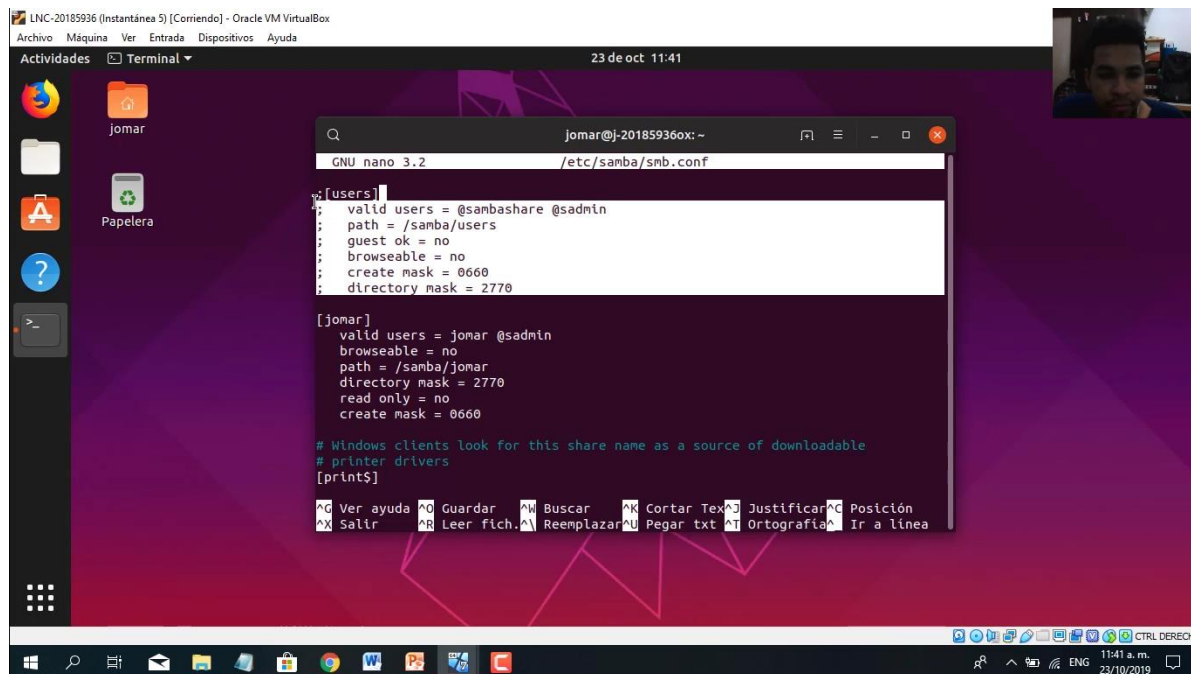 LNC-20185936 (Instantánea 5) [Corriendo] - Oracle VM VirtualBox
Archivo Máquina Ver Entrada Dispositivos Ayuda
Actividades Terminal 23 de oct 11:41
jomar
Papelera
jomar@j-20185936ox: ~
GNU nano 3.2 /etc/samba/smb.conf
;[users]
;   valid users = @sambashare @sadmin
;   path = /samba/users
;   guest ok = no
;   browseable = no
;   create mask = 0660
;   directory mask = 2770
[jomar]
   valid users = jomar @sadmin
   browseable = no
   path = /samba/jomar
   directory mask = 2770
   read only = no
   create mask = 0660
# Windows clients look for this share name as a source of downloadable
# printer drivers
[print$]
^G Ver ayuda ^O Guardar ^W Buscar ^K Cortar Tex ^J Justificar ^C Posición
^X Salir ^R Leer fich. ^\ Reemplazar ^U Pegar txt ^T Ortografía ^_ Ir a línea
CTRL DERECH
ENG 11:41 a. m.
23/10/2019